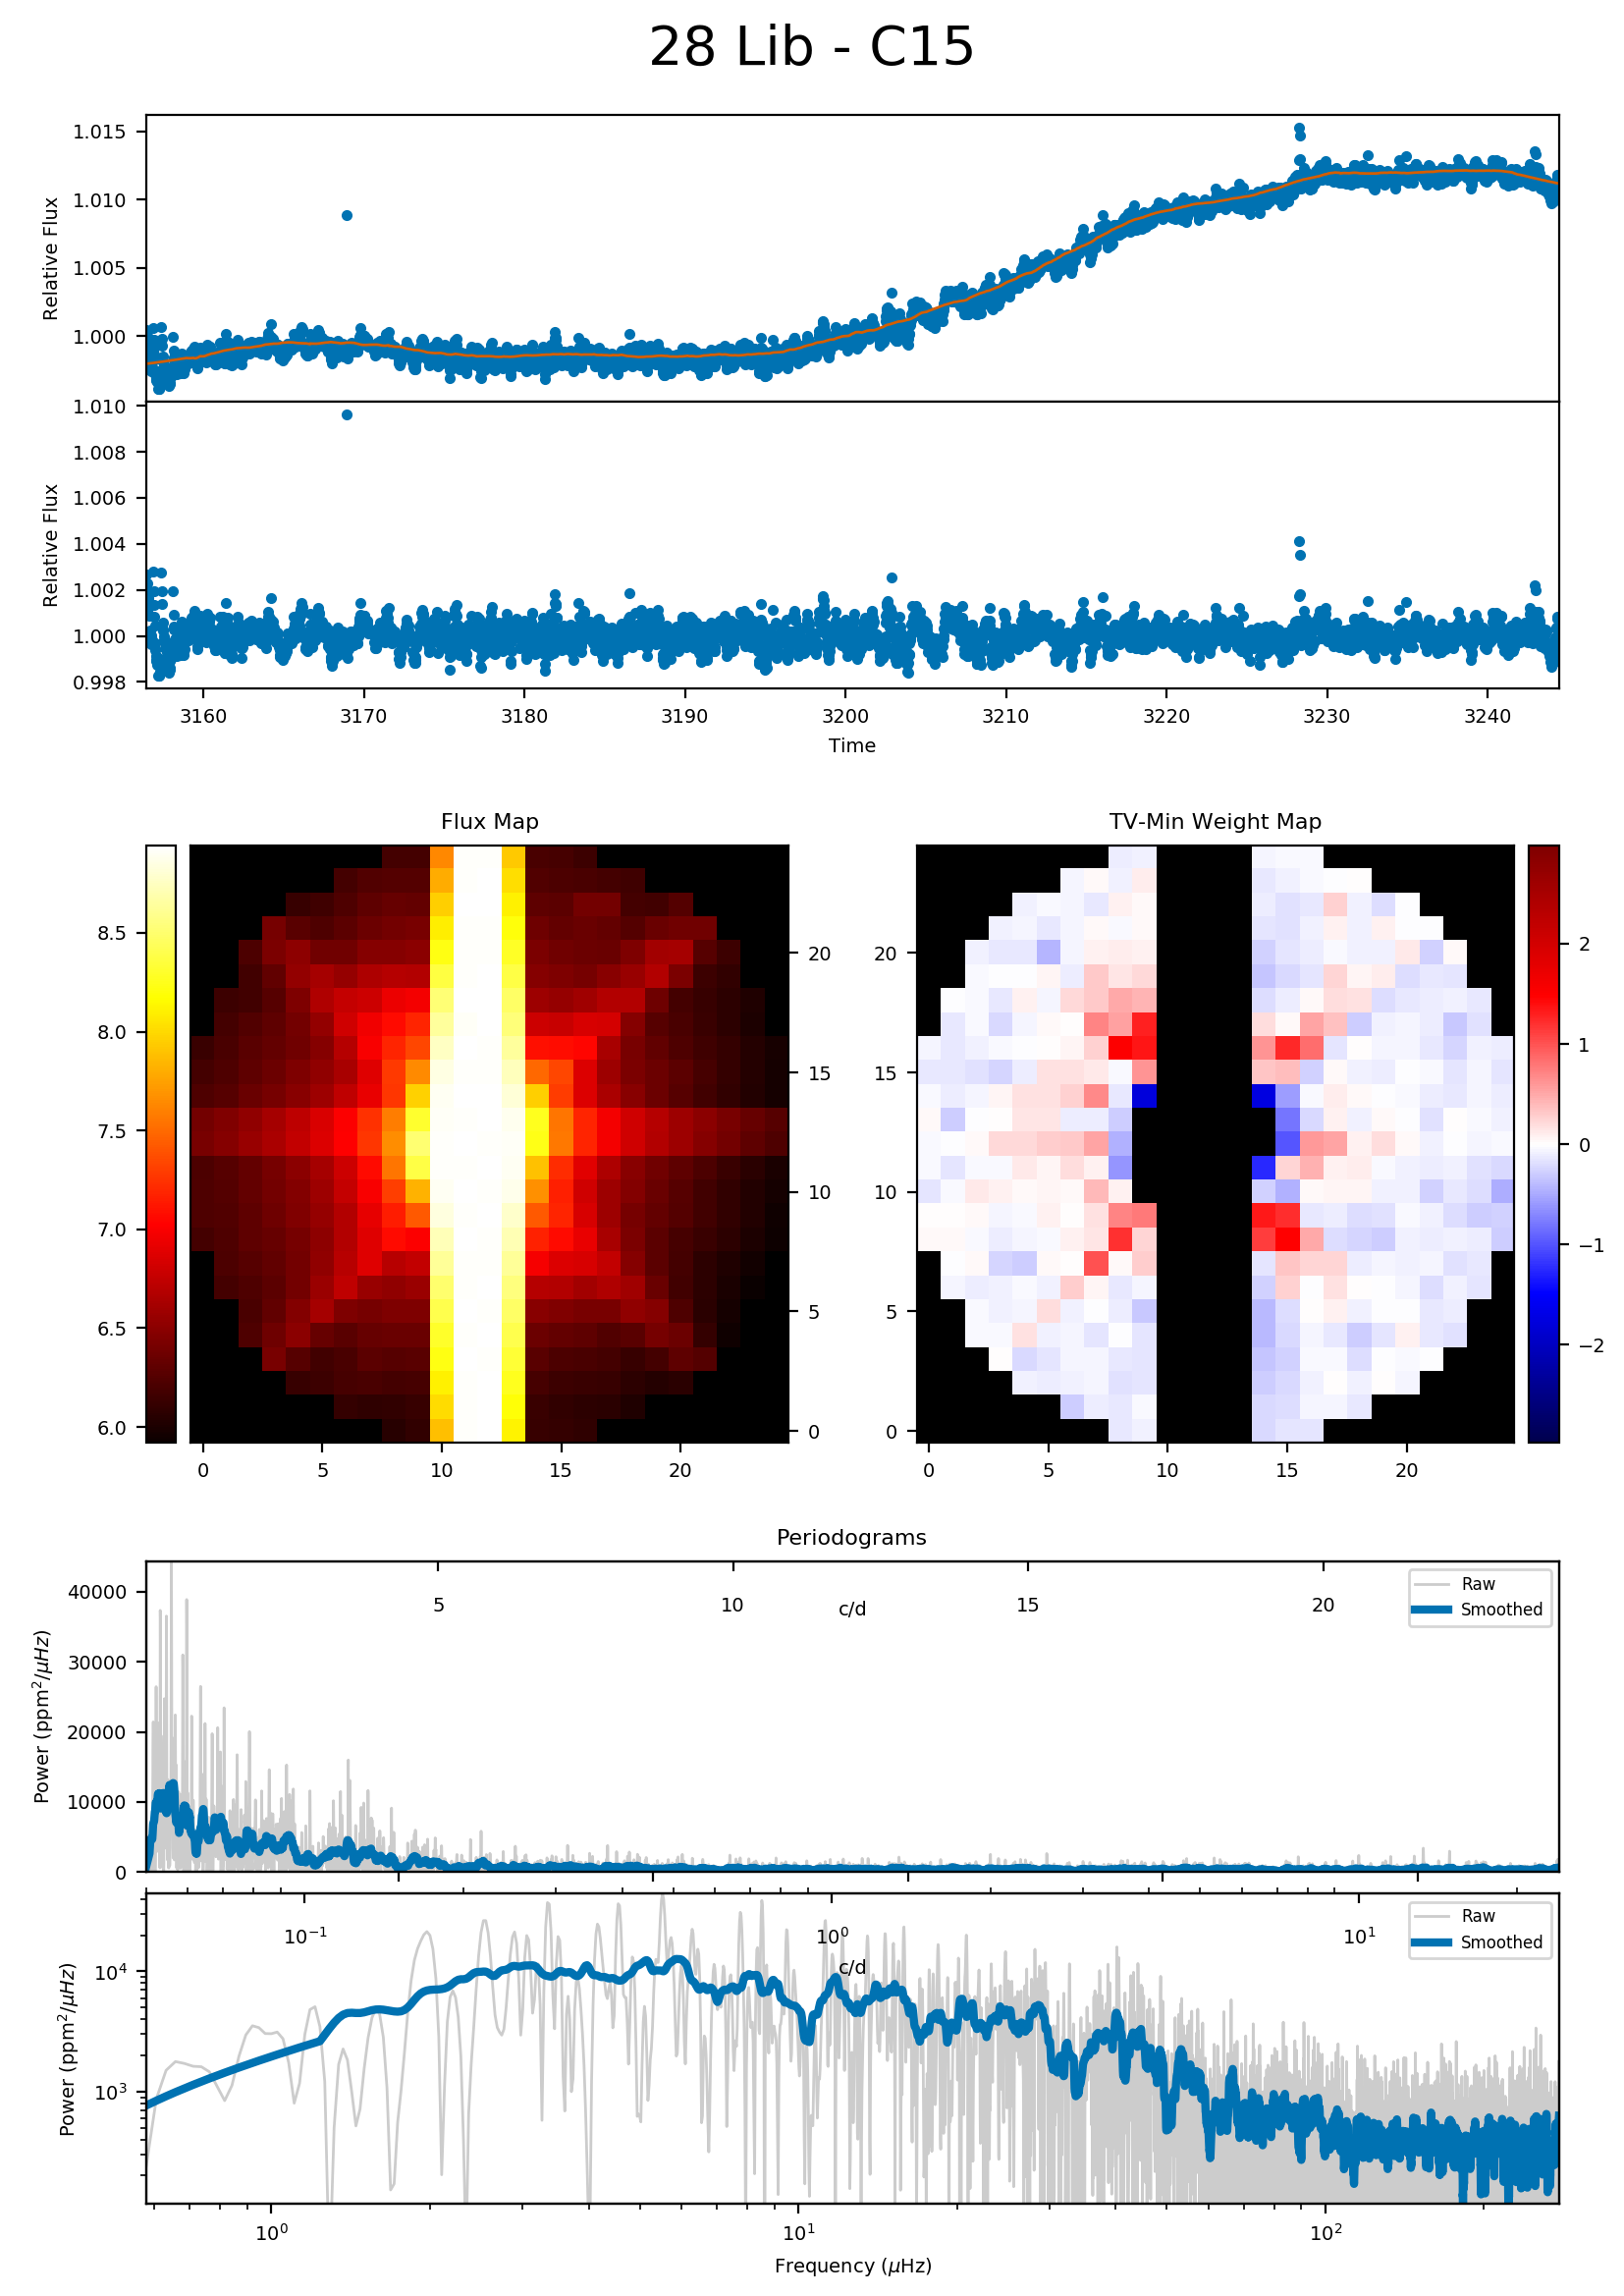 28 Lib - C15
1.015
1.010
1.005
1.000
Relative Flux
1.010
1.008
1.006
1.004
1.002
1.000
0.998
Relative Flux
3160 3170 3180 3190 3200 3210 3220 3230 3240
Time
Flux Map
8.5
8.0
7.5
7.0
6.5
6.0
20
15
10
5
0
0 5 10 15 20
TV-Min Weight Map
20
15
10
5
0
0 5 10 15 20
2
1
0
−1
−2
Periodograms
40000
30000
20000
10000
0
Power (ppm²/μHz)
5 10 15 20
c/d
Raw
Smoothed
10⁻¹ 10⁰ 10¹
c/d
Raw
Smoothed
10⁴
10³
Power (ppm²/μHz)
10⁰ 10¹ 10²
Frequency (μHz)